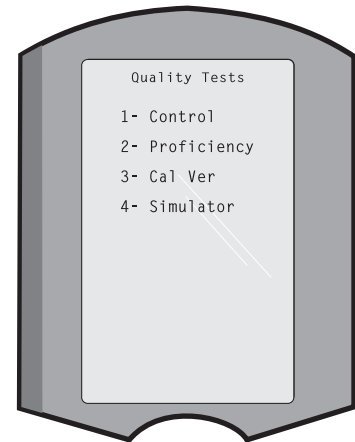 Quality Tests
1- Control
2- Proficiency
3- Cal Ver
4- Simulator